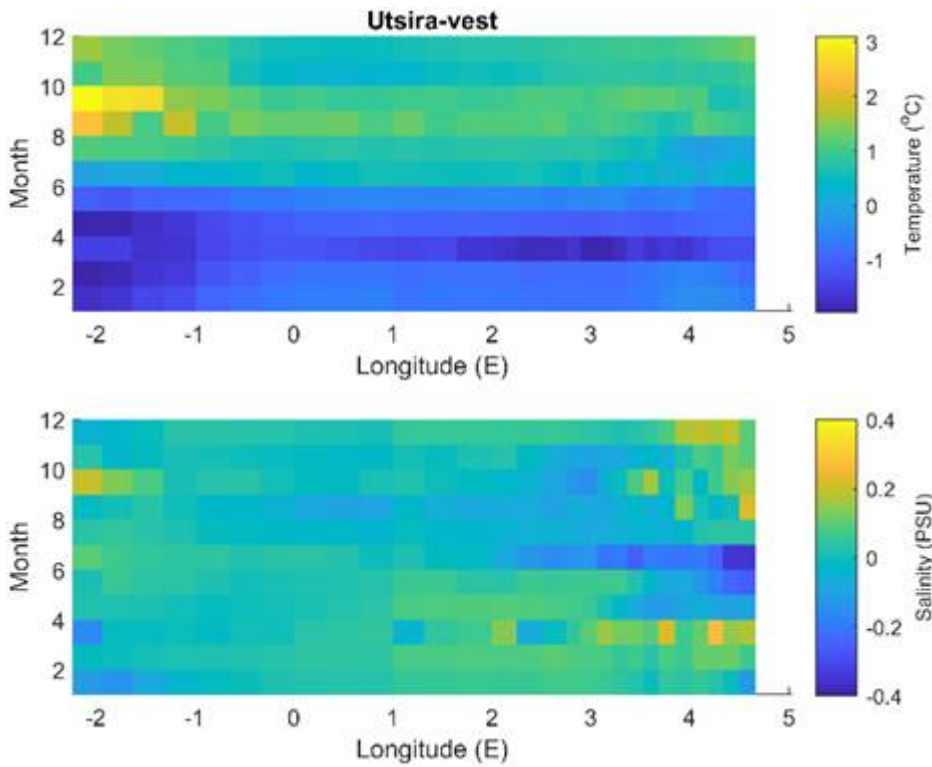 Utsira-vest
12
10
8
6
4
2
Month
-2 -1 0 1 2 3 4 5
Longitude (E)
3
2
1
0
-1
Temperature (°C)
12
10
8
6
4
2
Month
-2 -1 0 1 2 3 4 5
Longitude (E)
0.4
0.2
0
-0.2
-0.4
Salinity (PSU)